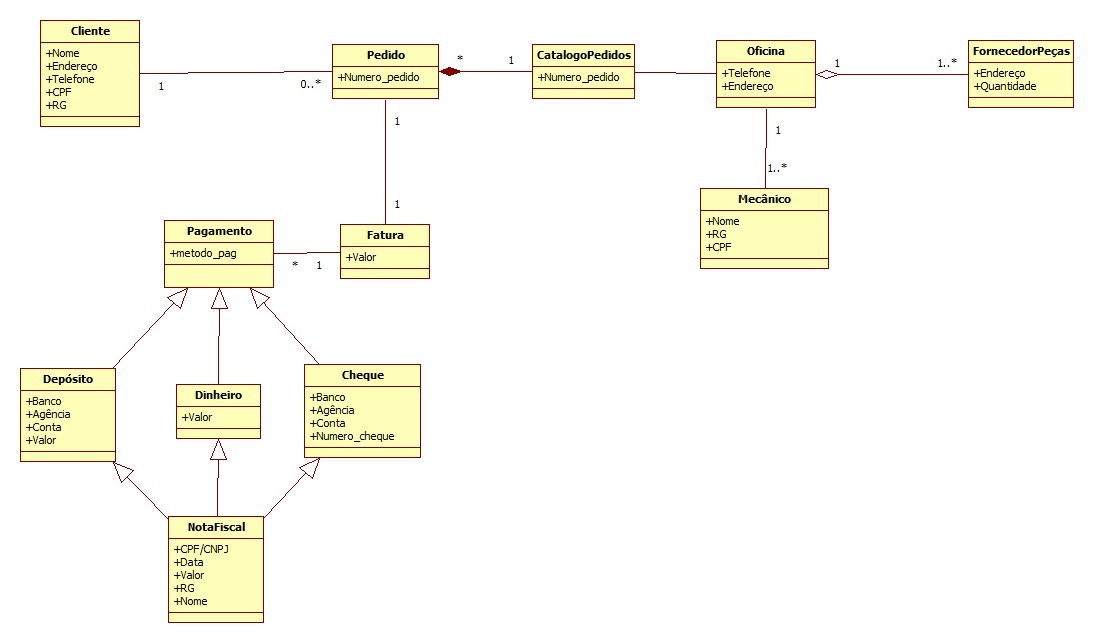 Cliente
+Nome
+Endereço
+Telefone
+CPF
+RG
1
0..*
Pedido
+Numero_pedido
*
1
CatalogoPedidos
+Numero_pedido
Oficina
+Telefone
+Endereço
1
1..*
FornecedorPeças
+Endereço
+Quantidade
1
1
1
1..*
Mecânico
+Nome
+RG
+CPF
Pagamento
+metodo_pag
*
1
Fatura
+Valor
Depósito
+Banco
+Agência
+Conta
+Valor
Dinheiro
+Valor
Cheque
+Banco
+Agência
+Conta
+Numero_cheque
NotaFiscal
+CPF/CNPJ
+Data
+Valor
+RG
+Nome